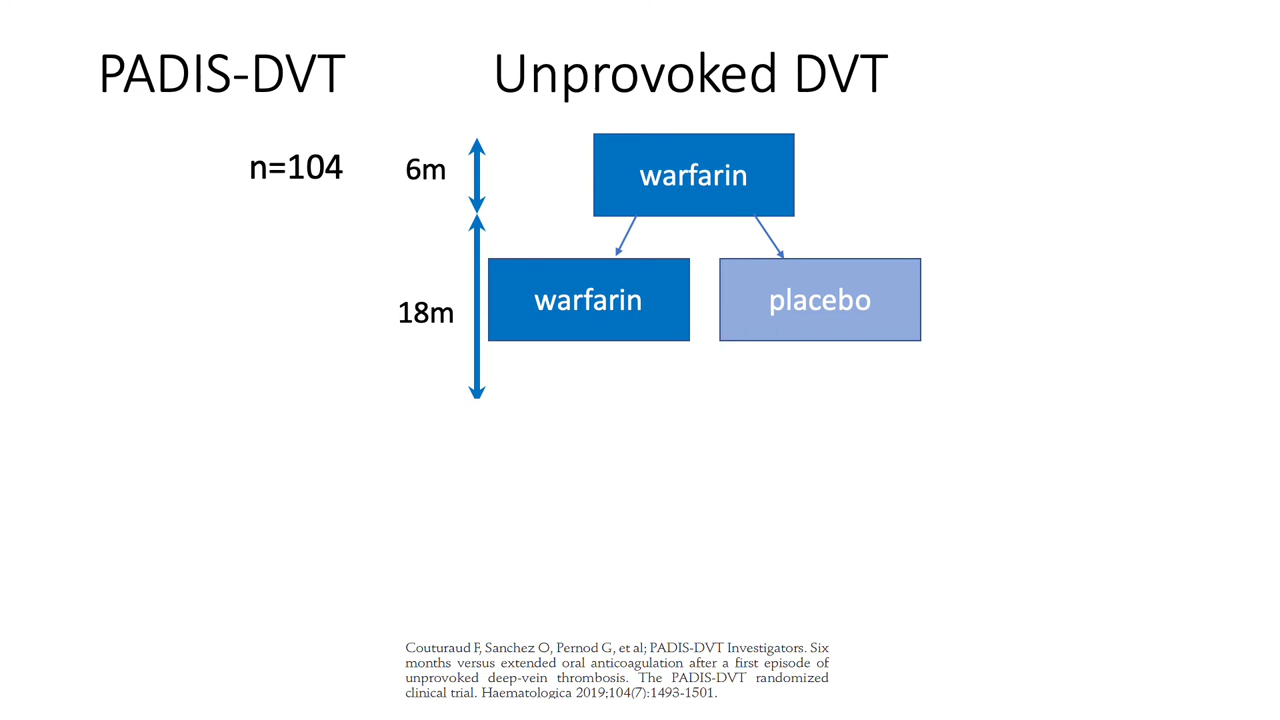 PADIS-DVT
Unprovoked DVT
n=104
6m
warfarin
18m
warfarin
placebo
Couturaud F, Sanchez O, Pernod G, et al; PADIS-DVT Investigators. Six
months versus extended oral anticoagulation after a first episode of
unprovoked deep-vein thrombosis. The PADIS-DVT randomized
clinical trial. Haematologica 2019;104(7):1493-1501.